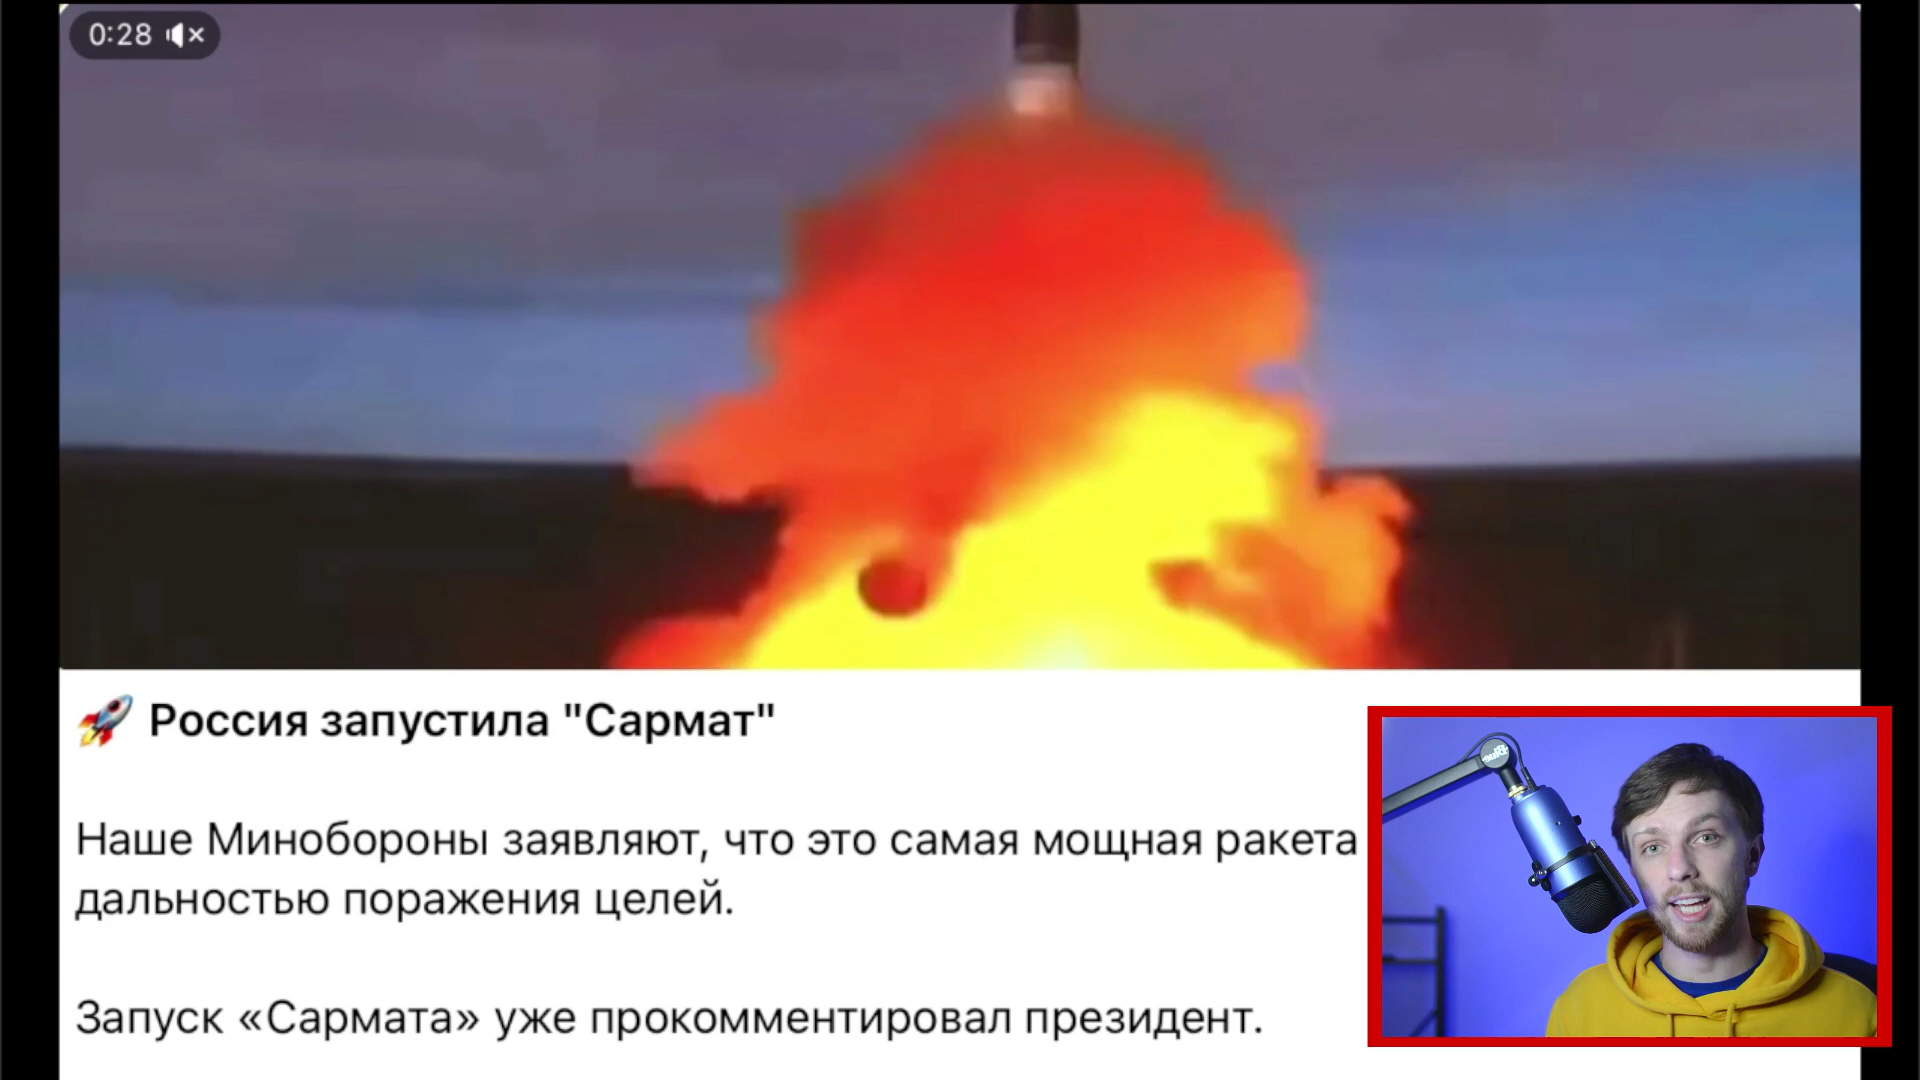 0:28
🚀 Россия запустила "Сармат"
Наше Минобороны заявляют, что это самая мощная ракета
дальностью поражения целей.
Запуск «Сармата» уже прокомментировал президент.